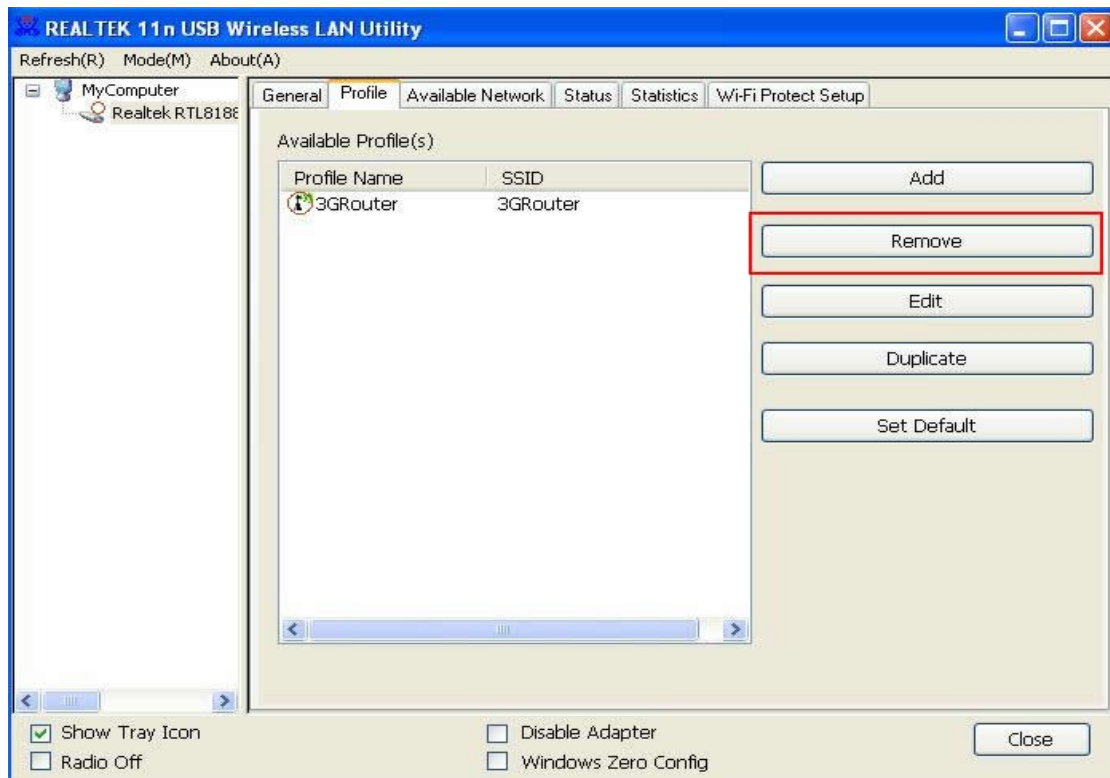 REALTEK 11n USB Wireless LAN Utility
Refresh(R) Mode(M) About(A)
MyComputer
Realtek RTL8188
General Profile Available Network Status Statistics Wi-Fi Protect Setup
Available Profile(s)
Profile Name SSID
3GRouter 3GRouter
Add
Remove
Edit
Duplicate
Set Default
Show Tray Icon
Radio Off
Disable Adapter
Windows Zero Config
Close